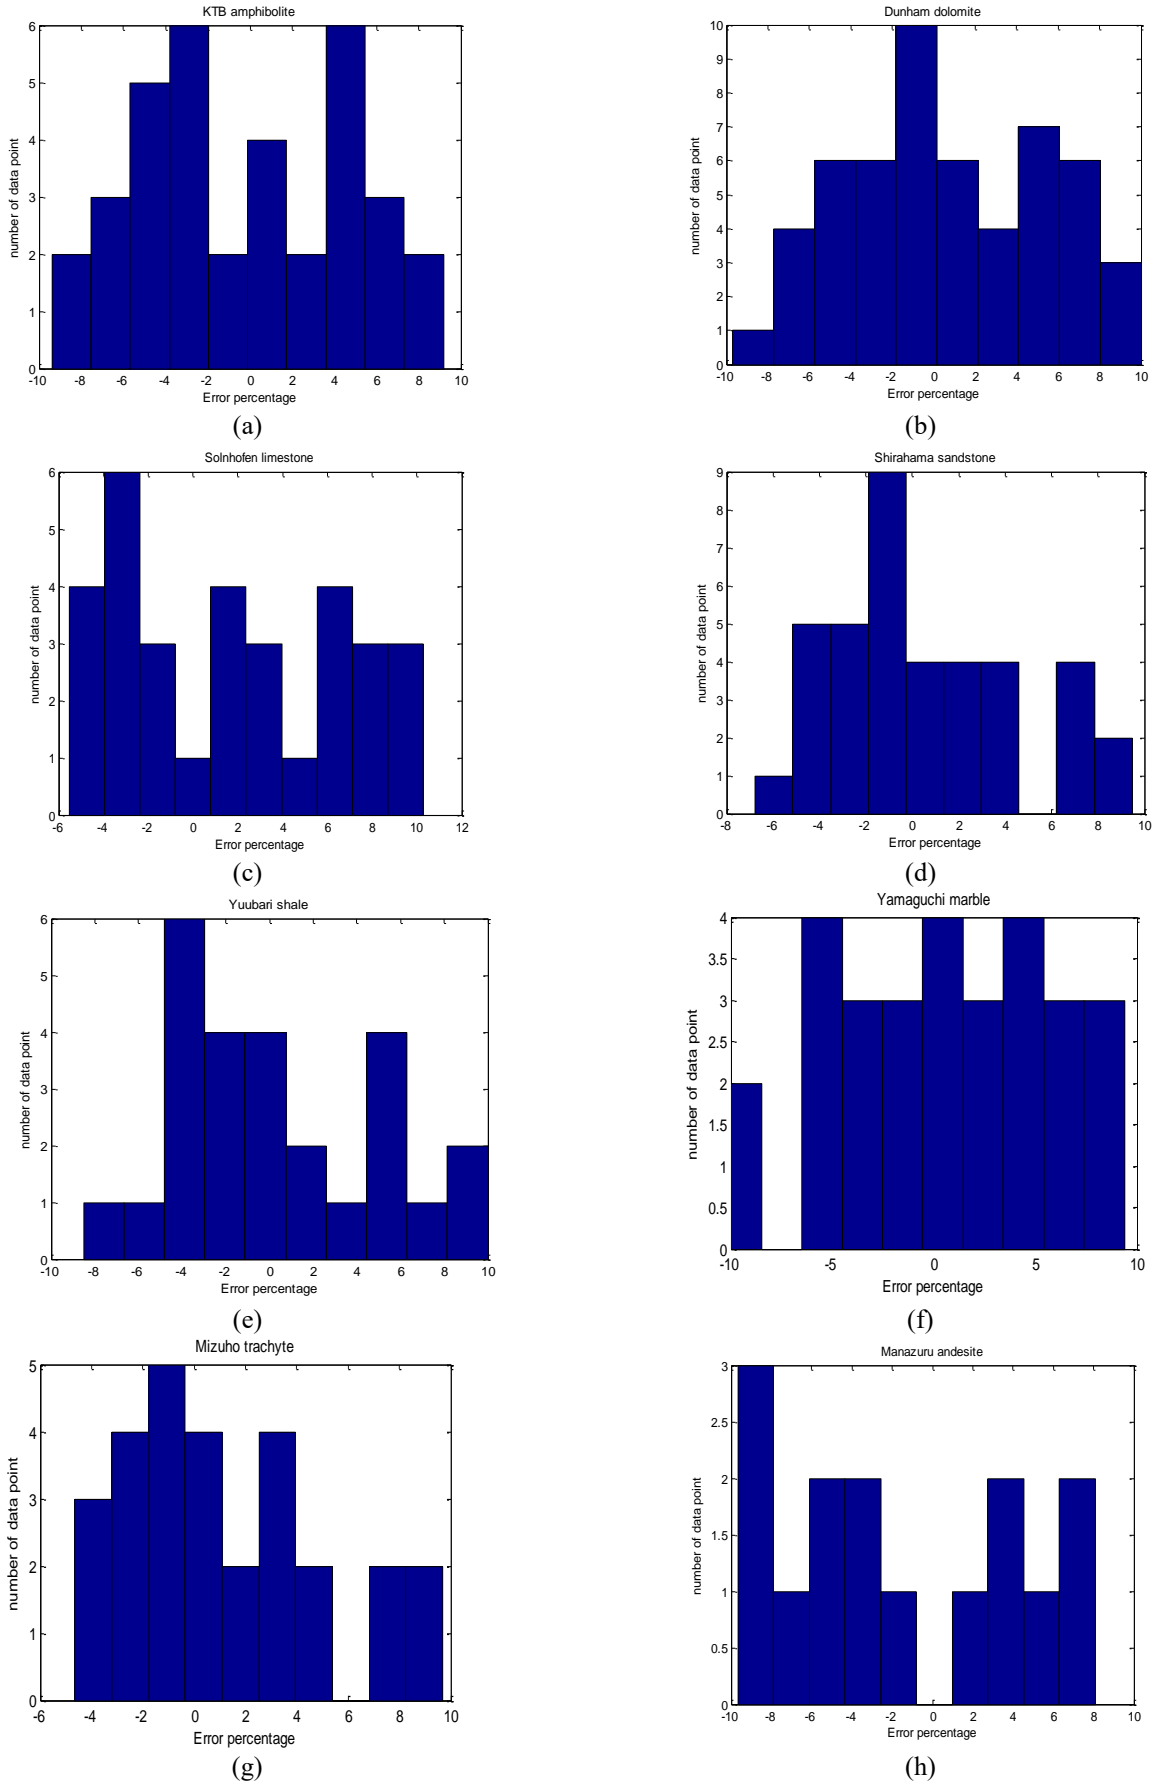 KTB amphibolite
6
5
4
3
2
1
0
number of data point
-10 -8 -6 -4 -2 0 2 4 6 8 10
Error percentage
(a)
Dunham dolomite
10
9
8
7
6
5
4
3
2
1
0
number of data point
-10 -8 -6 -4 -2 0 2 4 6 8 10
Error percentage
(b)
Solnhofen limestone
6
5
4
3
2
1
0
number of data point
-6 -4 -2 0 2 4 6 8 10 12
Error percentage
(c)
Shirahama sandstone
9
8
7
6
5
4
3
2
1
0
number of data point
-8 -6 -4 -2 0 2 4 6 8 10
Error percentage
(d)
Yuubari shale
6
5
4
3
2
1
0
number of data point
-10 -8 -6 -4 -2 0 2 4 6 8 10
Error percentage
(e)
Yamaguchi marble
4
3.5
3
2.5
2
1.5
1
0.5
0
number of data point
-10 -5 0 5 10
Error percentage
(f)
Mizuho trachyte
5
4
3
2
1
0
number of data point
-6 -4 -2 0 2 4 6 8 10
Error percentage
(g)
Manazuru andesite
3
2.5
2
1.5
1
0.5
0
number of data point
-10 -8 -6 -4 -2 0 2 4 6 8 10
Error percentage
(h)